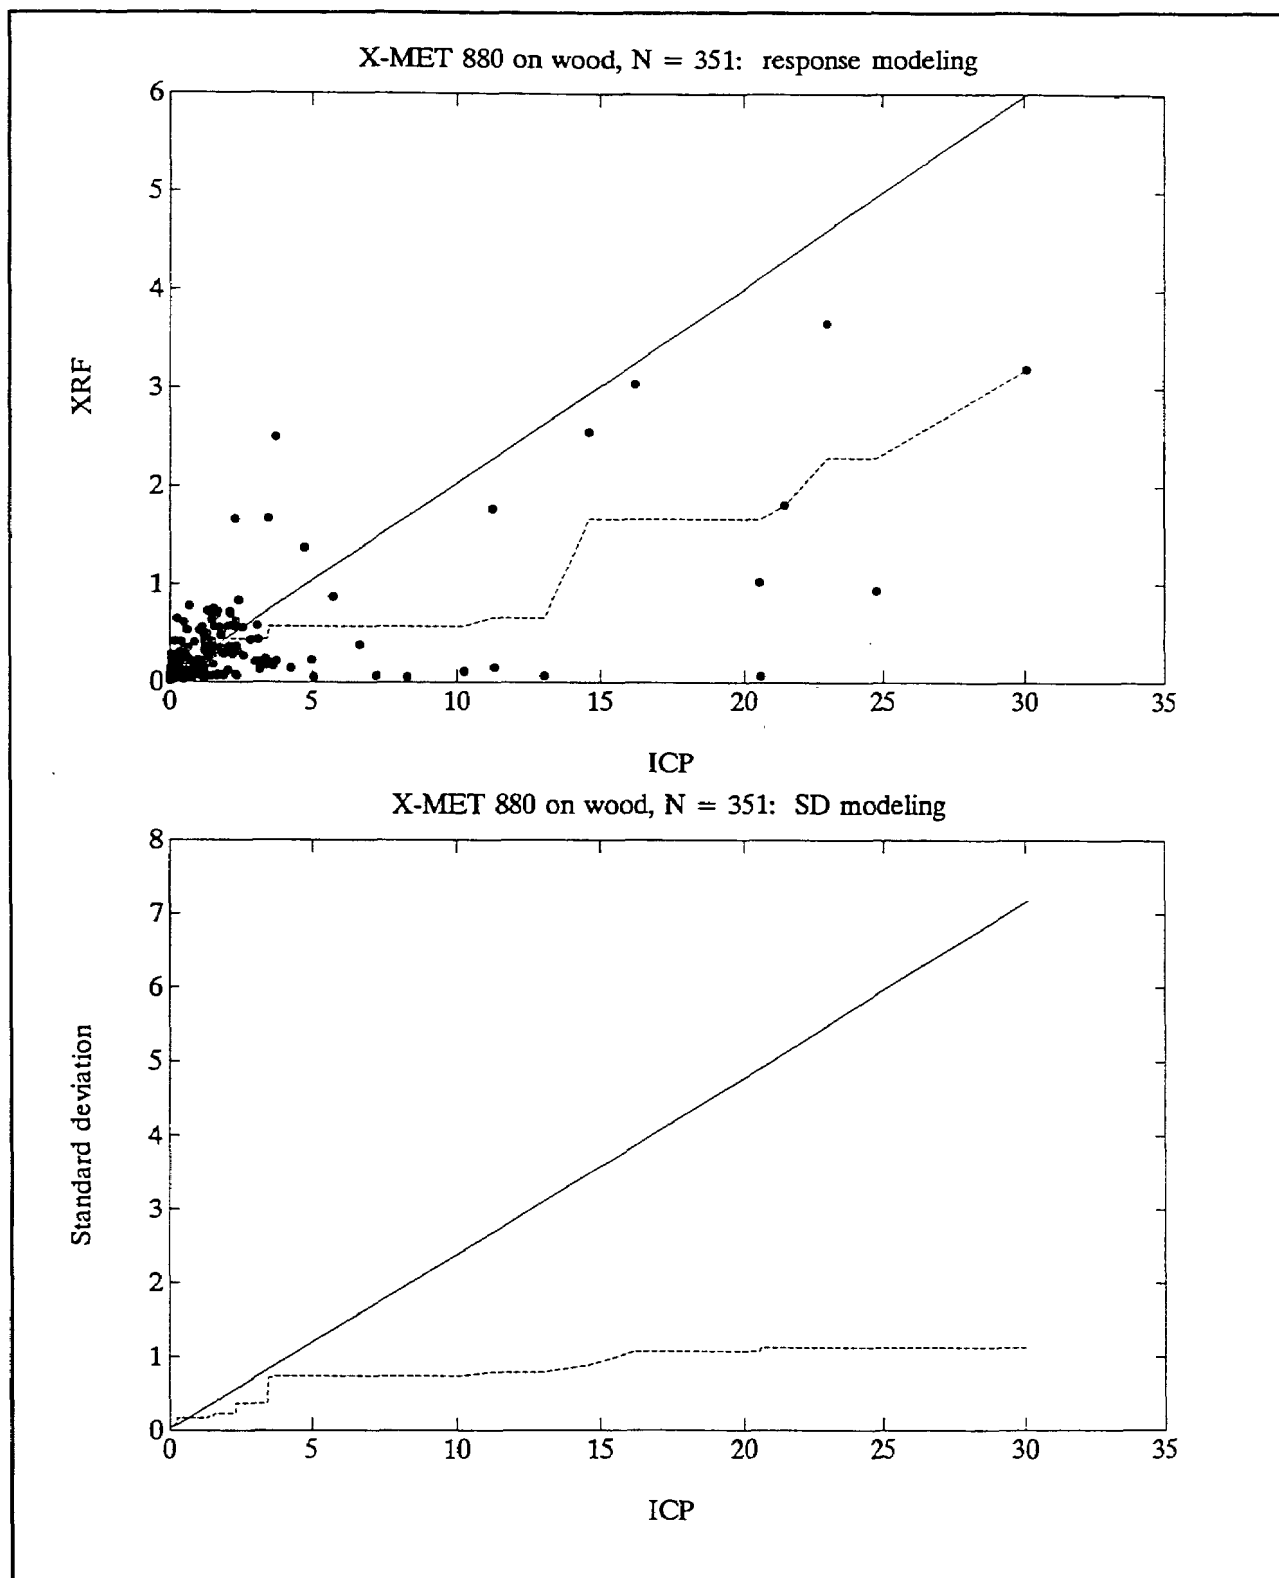 X-MET 880 on wood, N = 351: response modeling
6
5
4
3
2
1
0
XRF
0 5 10 15 20 25 30 35
ICP
X-MET 880 on wood, N = 351: SD modeling
8
7
6
5
4
3
2
1
0
Standard deviation
0 5 10 15 20 25 30 35
ICP